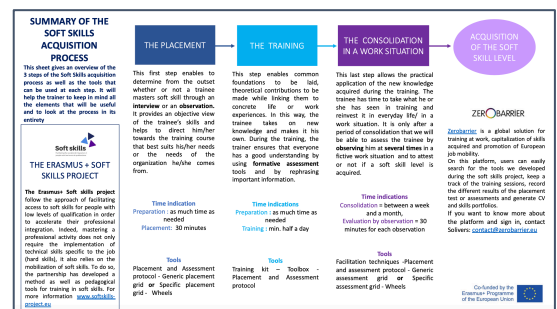 SUMMARY OF THE
SOFT SKILLS
ACQUISITION
PROCESS
This sheet gives an overview of the
3 steps of the Soft Skills acquisition
process as well as the tools that
can be used at each step. It will
help the trainer to keep in mind all
the elements that will be useful
and to look at the process in its
entirety
Soft skills
THE ERASMUS + SOFT
SKILLS PROJECT
The Erasmus + Soft skills project
follow the approach of facilitating
access to soft skills for people with
low levels of qualification in order
to accelerate their professional
integration. Indeed, mastering a
professional activity does not only
require the implementation of
technical skills specific to the job
(hard skills), it also relies on the
mobilization of soft skills. To do so,
the partnership has developed a
method as well as pedagogical
tools for training in soft skills. For
more information www.softskills-
project.eu
THE PLACEMENT
This first step enables to
determine from the outset
whether or not a trainee
masters soft skill through an
interview or an observation.
It provides an objective view
of the trainee's skills and
helps to direct him/her
towards the training course
that best suits his/her needs
or the needs of the
organization he/she comes
from.
Time indication
Preparation : as much time as
needed
Placement: 30 minutes
Tools
Placement and Assessment
protocol - Generic placement
grid or Specific placement
grid - Wheels
THE TRAINING
This step enables common
foundations to be laid,
theoretical contributions to be
made while linking them to
concrete life or work
experiences. In this way, the
trainee takes on new
knowledge and makes it his
own. During the training, the
trainer ensures that everyone
has a good understanding by
using formative assessment
tools and by rephrasing
important information.
Time indication
Preparation : as much time as
needed
Training : min. half a day
Tools
Training kit – Toolbox -
Placement and Assessment
protocol
THE CONSOLIDATION
IN A WORK SITUATION
This last step allows the practical
application of the new knowledge
acquired during the training. The
trainee has time to take what he or
she has seen in training and
reinvest it in everyday life/ in a
work situation. It is only after a
period of consolidation that we
will be able to assess the trainee by
observing him at several times in a
fictive work situation and to attest
or not if a soft skill level is
acquired.
Time indications
Consolidation = between a week
and a month,
Evaluation by observation = 30
minutes for each observation
Tools
Facilitation techniques -Placement
and assessment protocol - Generic
assessment grid or Specific
assessment grid - Wheels
ACQUISITION
OF THE SOFT
SKILL LEVEL
ZEROBARRIER
Zerobarrier is a global solution for
training at work, capitalization of skills
acquired and promotion of European
job mobility.
On this platform, users can easily
search for the tools we developed
during the soft skills project, keep a
track of the training sessions, record
the different results of the placement
test or assessments and generate CV
and skills portfolios.
If you want to know more about
the platform and sign in, contact
Solivers: contact@zerobarrier.eu
Co-funded by the
Erasmus+ Programme
of the European Union